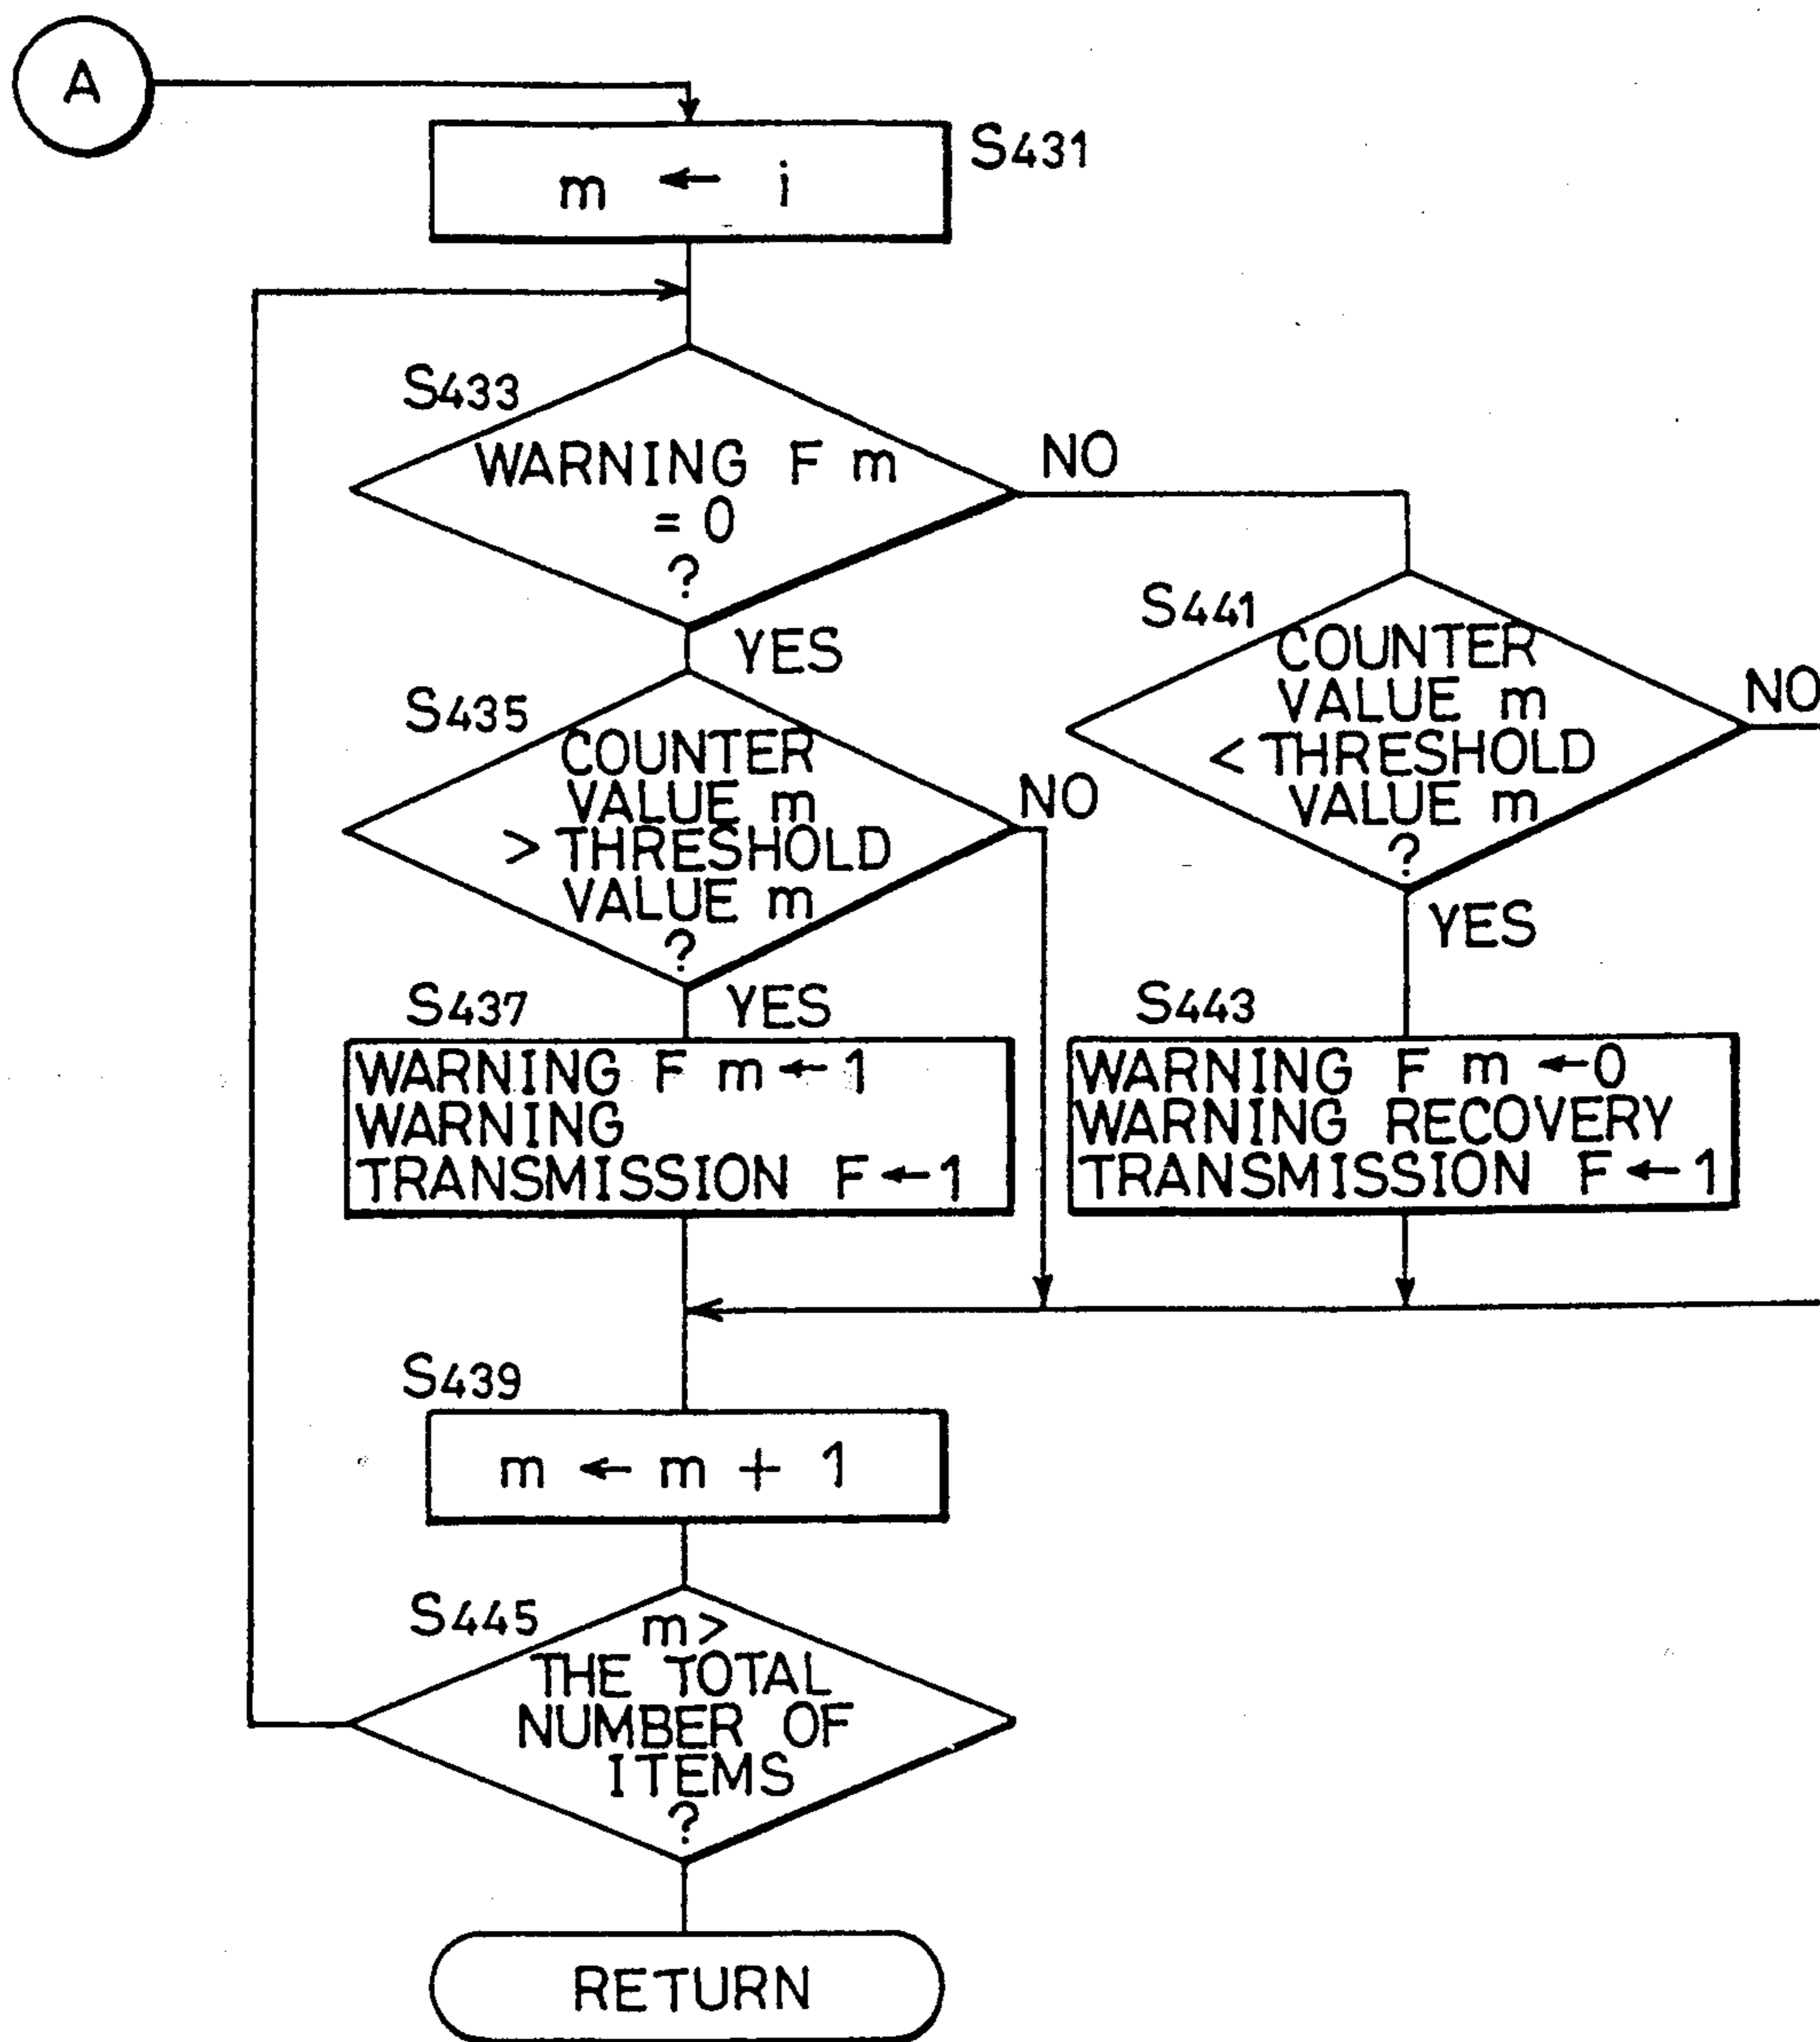 A
S431
m ← i
S433
WARNING F m
= 0
?
NO
YES
S441
COUNTER
VALUE m
< THRESHOLD
VALUE m
?
NO
YES
S435
COUNTER
VALUE m
> THRESHOLD
VALUE m
?
NO
YES
S437
WARNING F m ← 1
WARNING
TRANSMISSION F ← 1
S443
WARNING F m ← 0
WARNING RECOVERY
TRANSMISSION F ← 1
S439
m ← m + 1
S445
m >
THE TOTAL
NUMBER OF
ITEMS
?
RETURN